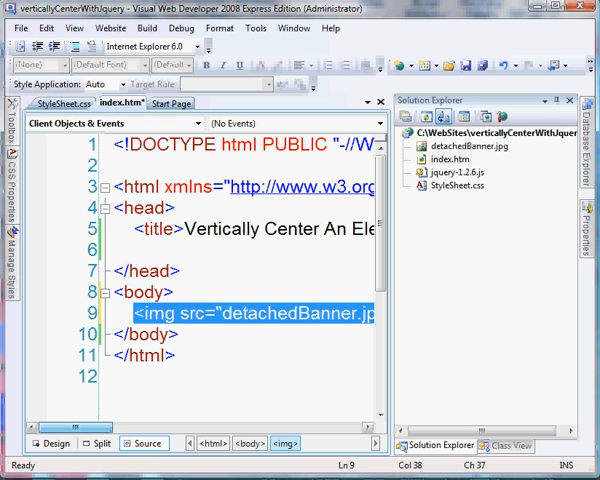 verticallyCenterWithJquery - Visual Web Developer 2008 Express Edition (Administrator)
File Edit View Website Build Debug Format Tools Window Help
Internet Explorer 6.0
(None) (Default Font) (Default B I U A
Style Application: Auto Target Rule:
StyleSheet.css index.htm* Start Page
Client Objects & Events (No Events)
1 <!DOCTYPE html PUBLIC "-//W
2
3 <html xmlns="http://www.w3.org
4 <head>
5 <title>Vertically Center An Ele
6
7 </head>
8 <body>
9 <img src="detachedBanner.jp
10 </body>
11 </html>
12
Design Split Source <html> <body> <img>
Toolbox
CSS Properties
Manage Styles
Solution Explorer
C:\WebSites\verticallyCenterWithJquery
detachedBanner.jpg
index.htm
jquery-1.2.6.js
StyleSheet.css
Solution Explorer Class View
Database Explorer
Properties
Ready Ln 9 Col 38 Ch 37 INS